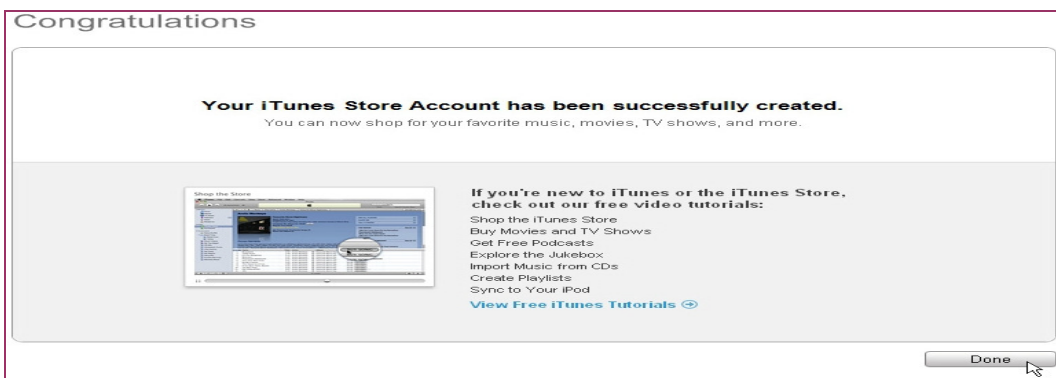 Congratulations
Your iTunes Store Account has been successfully created.
You can now shop for your favorite music, movies, TV shows, and more.
Shop the Store
If you're new to iTunes or the iTunes Store,
check out our free video tutorials:
Shop the iTunes Store
Buy Movies and TV Shows
Get Free Podcasts
Explore the Jukebox
Import Music from CDs
Create Playlists
Sync to Your iPod
View Free iTunes Tutorials
Done